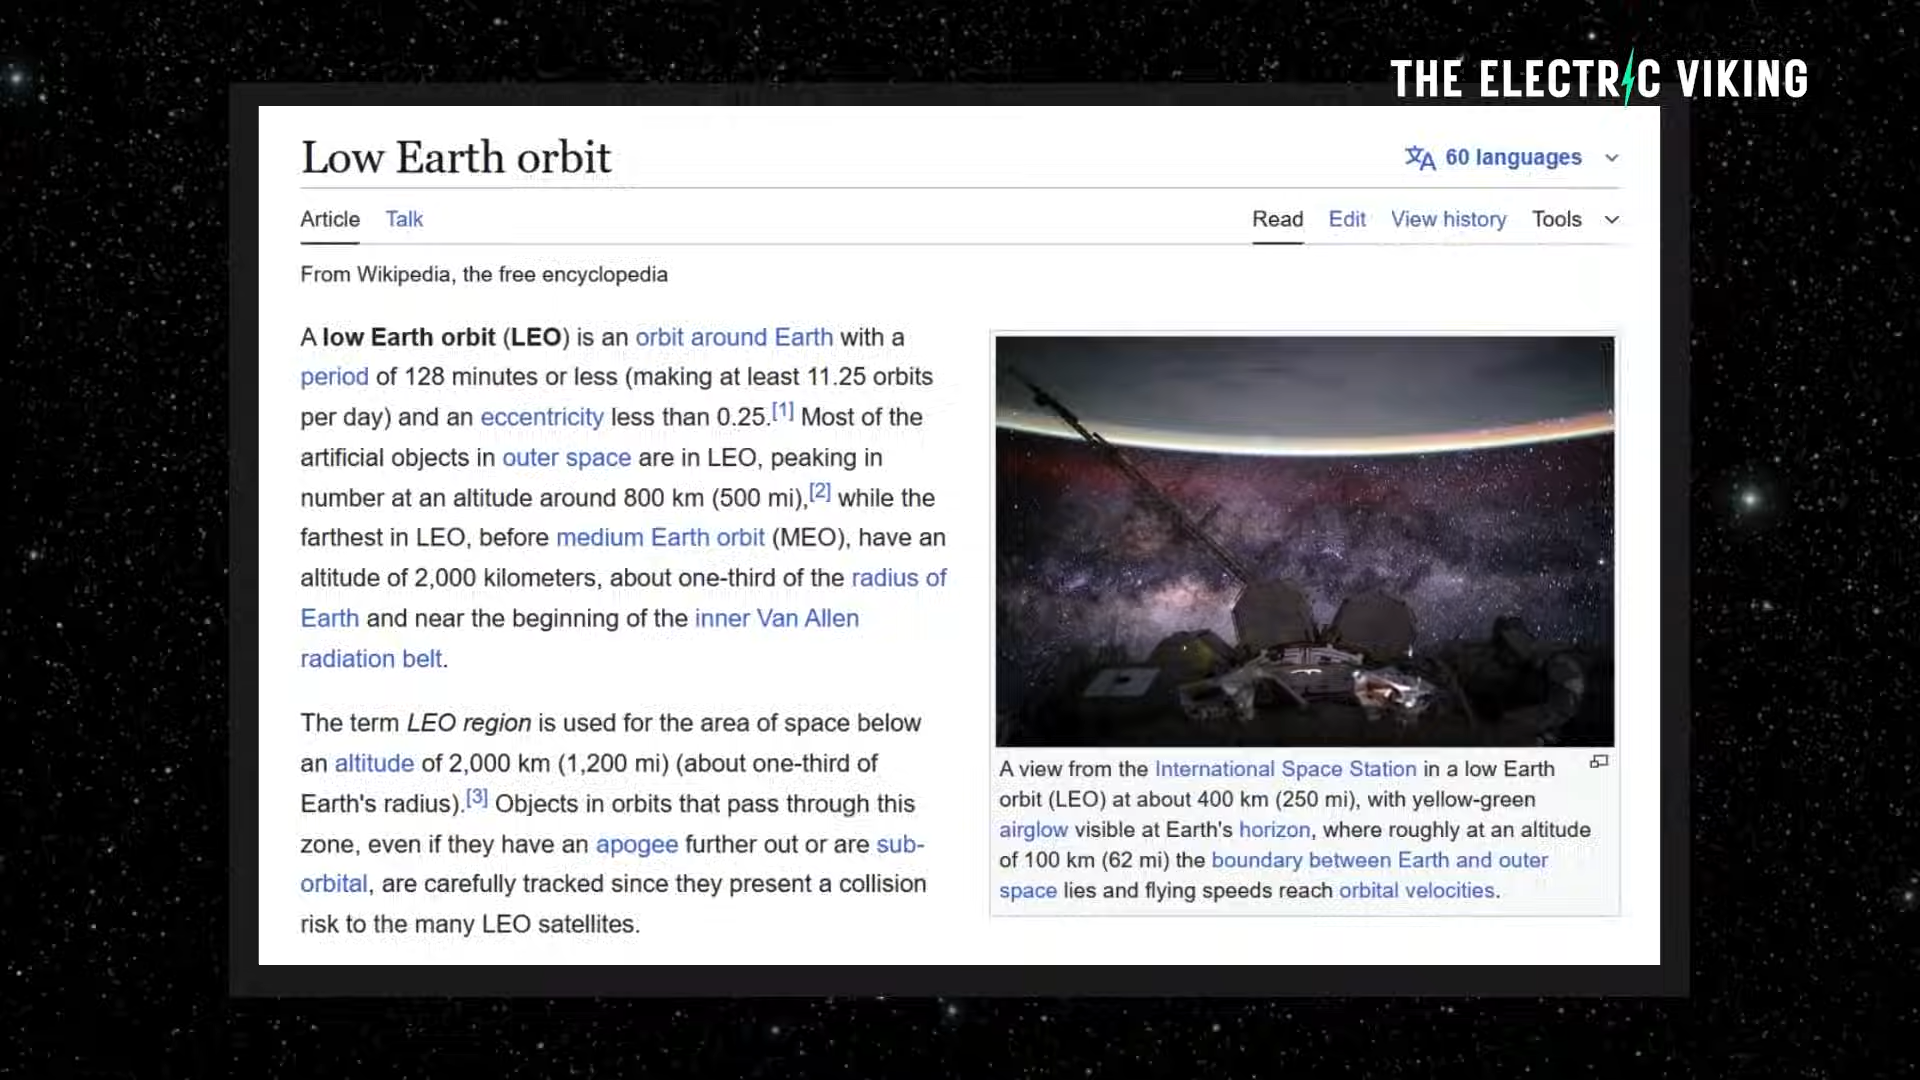 THE ELECTRIC VIKING
Low Earth orbit
60 languages
Article Talk
Read Edit View history Tools
From Wikipedia, the free encyclopedia
A low Earth orbit (LEO) is an orbit around Earth with a
period of 128 minutes or less (making at least 11.25 orbits
per day) and an eccentricity less than 0.25.[1] Most of the
artificial objects in outer space are in LEO, peaking in
number at an altitude around 800 km (500 mi),[2] while the
farthest in LEO, before medium Earth orbit (MEO), have an
altitude of 2,000 kilometers, about one-third of the radius of
Earth and near the beginning of the inner Van Allen
radiation belt.
The term LEO region is used for the area of space below
an altitude of 2,000 km (1,200 mi) (about one-third of
Earth's radius).[3] Objects in orbits that pass through this
zone, even if they have an apogee further out or are sub-
orbital, are carefully tracked since they present a collision
risk to the many LEO satellites.
A view from the International Space Station in a low Earth
orbit (LEO) at about 400 km (250 mi), with yellow-green
airglow visible at Earth's horizon, where roughly at an altitude
of 100 km (62 mi) the boundary between Earth and outer
space lies and flying speeds reach orbital velocities.